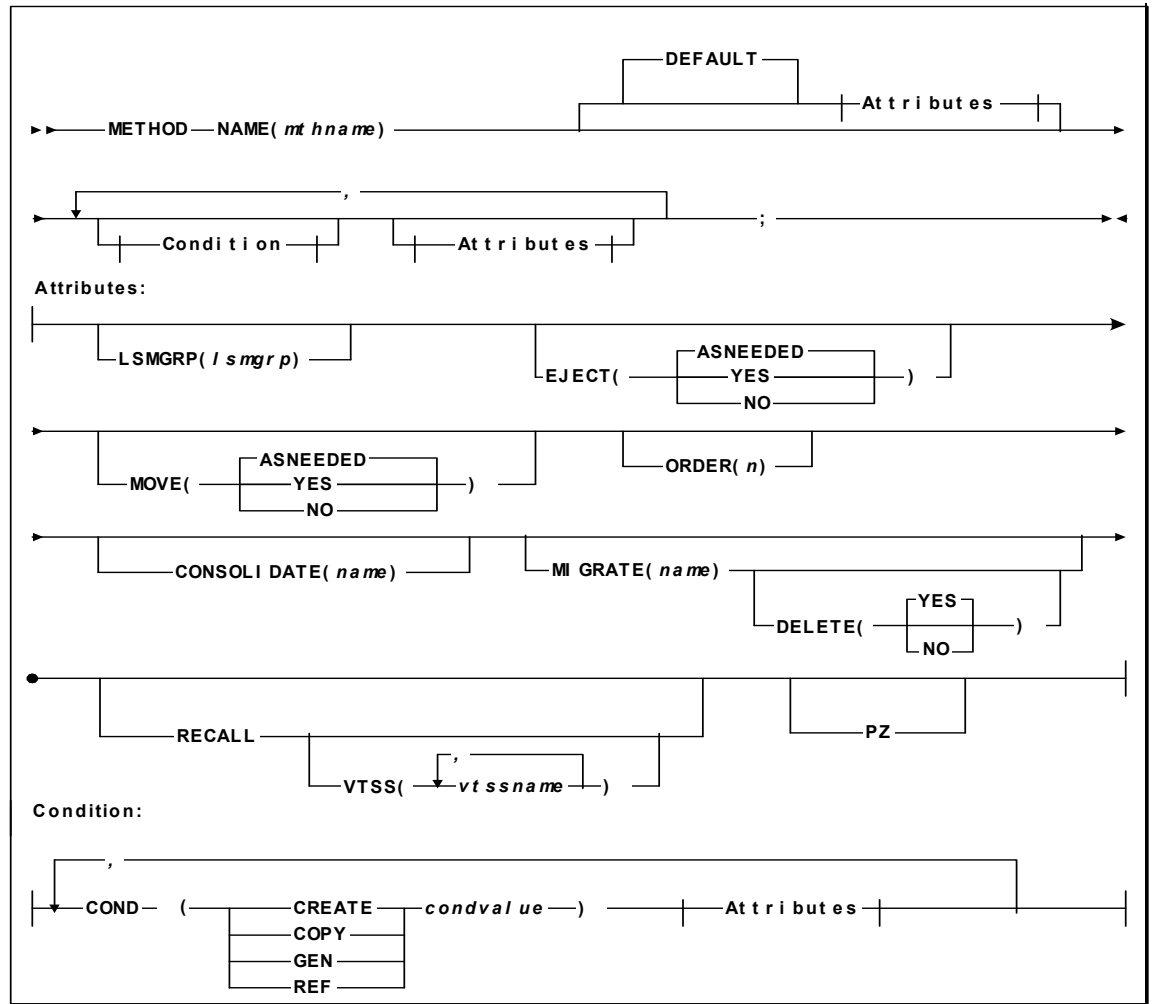 DEFAULT
Attributes
METHOD NAME(mthname)
,
Condition Attributes ;
Attributes:
LSMGRP(lsmgrp)
ASNEEDED
EJECT( YES )
NO
ASNEEDED
MOVE( YES )
NO
ORDER(n)
CONSOLIDATE(name)
MIGRATE(name)
YES
DELETE( )
NO
RECALL
PZ
,
VTSS( vtssname )
Condition:
,
COND ( CREATE condvalue ) Attributes
COPY
GEN
REF